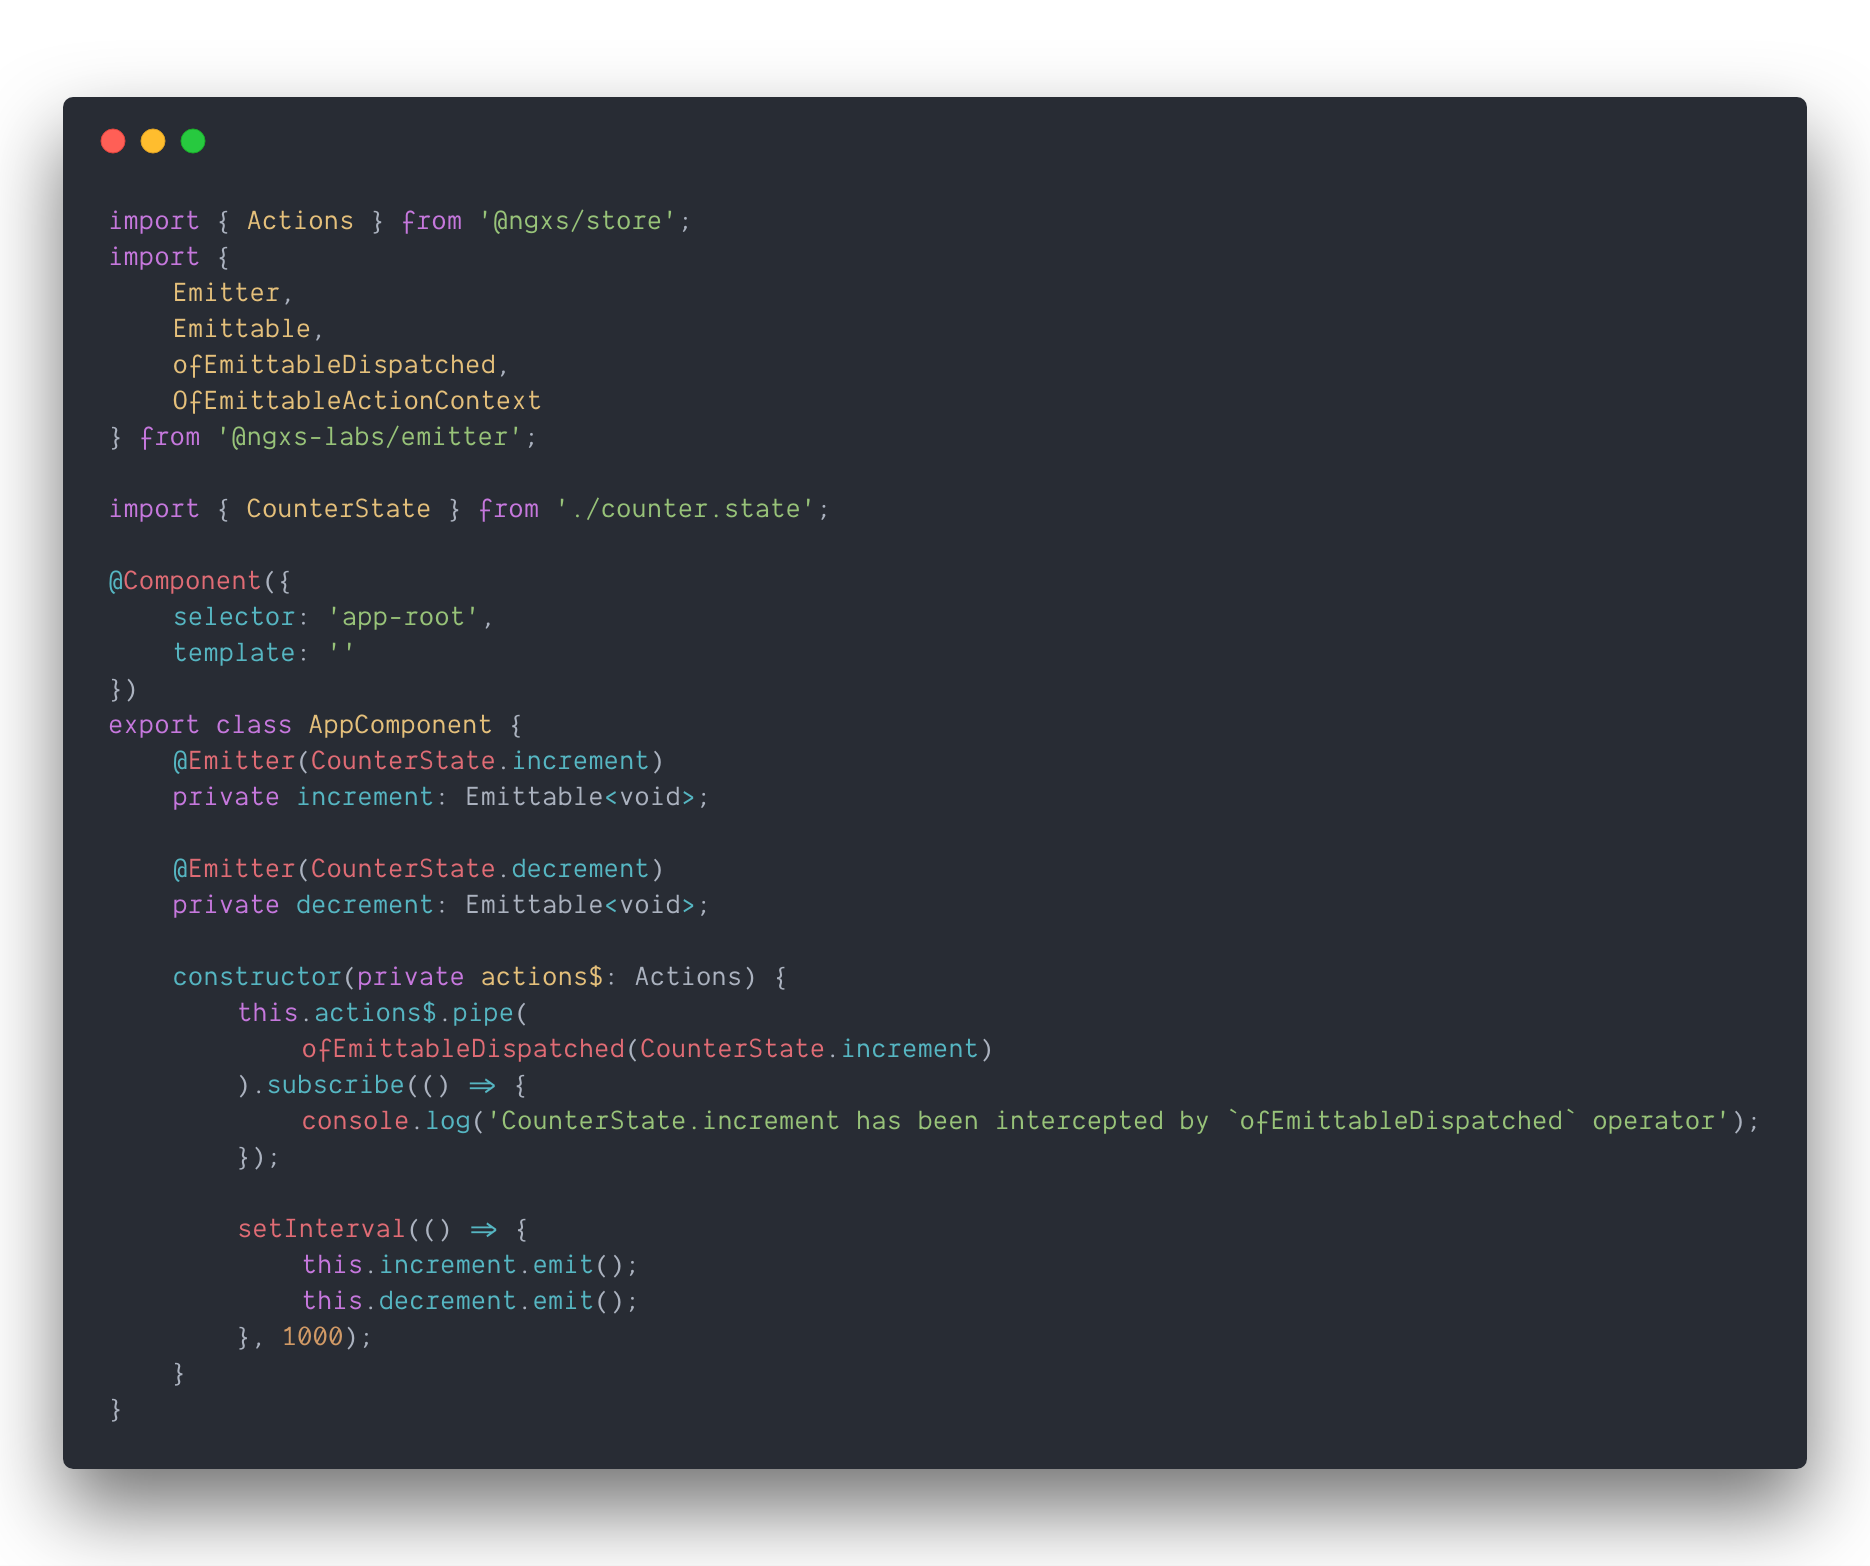 import { Actions } from '@ngxs/store';
import {
    Emitter,
    Emittable,
    ofEmittableDispatched,
    OfEmittableActionContext
} from '@ngxs-labs/emitter';

import { CounterState } from './counter.state';

@Component({
    selector: 'app-root',
    template: ''
})
export class AppComponent {
    @Emitter(CounterState.increment)
    private increment: Emittable<void>;

    @Emitter(CounterState.decrement)
    private decrement: Emittable<void>;

    constructor(private actions$: Actions) {
        this.actions$.pipe(
            ofEmittableDispatched(CounterState.increment)
        ).subscribe(() => {
            console.log('CounterState.increment has been intercepted by `ofEmittableDispatched` operator');
        });

        setInterval(() => {
            this.increment.emit();
            this.decrement.emit();
        }, 1000);
    }
}